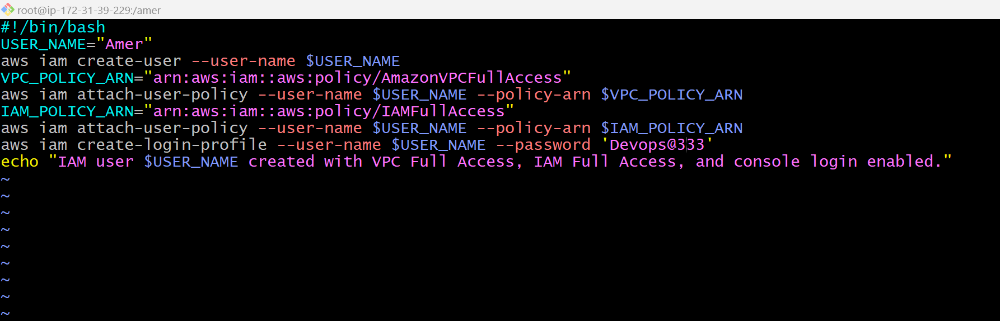 root@ip-172-31-39-229:/amer
#!/bin/bash
USER_NAME="Amer"
aws iam create-user --user-name $USER_NAME
VPC_POLICY_ARN="arn:aws:iam::aws:policy/AmazonVPCFullAccess"
aws iam attach-user-policy --user-name $USER_NAME --policy-arn $VPC_POLICY_ARN
IAM_POLICY_ARN="arn:aws:iam::aws:policy/IAMFullAccess"
aws iam attach-user-policy --user-name $USER_NAME --policy-arn $IAM_POLICY_ARN
aws iam create-login-profile --user-name $USER_NAME --password 'Devops@333'
echo "IAM user $USER_NAME created with VPC Full Access, IAM Full Access, and console login enabled."
~
~
~
~
~
~
~
~
~